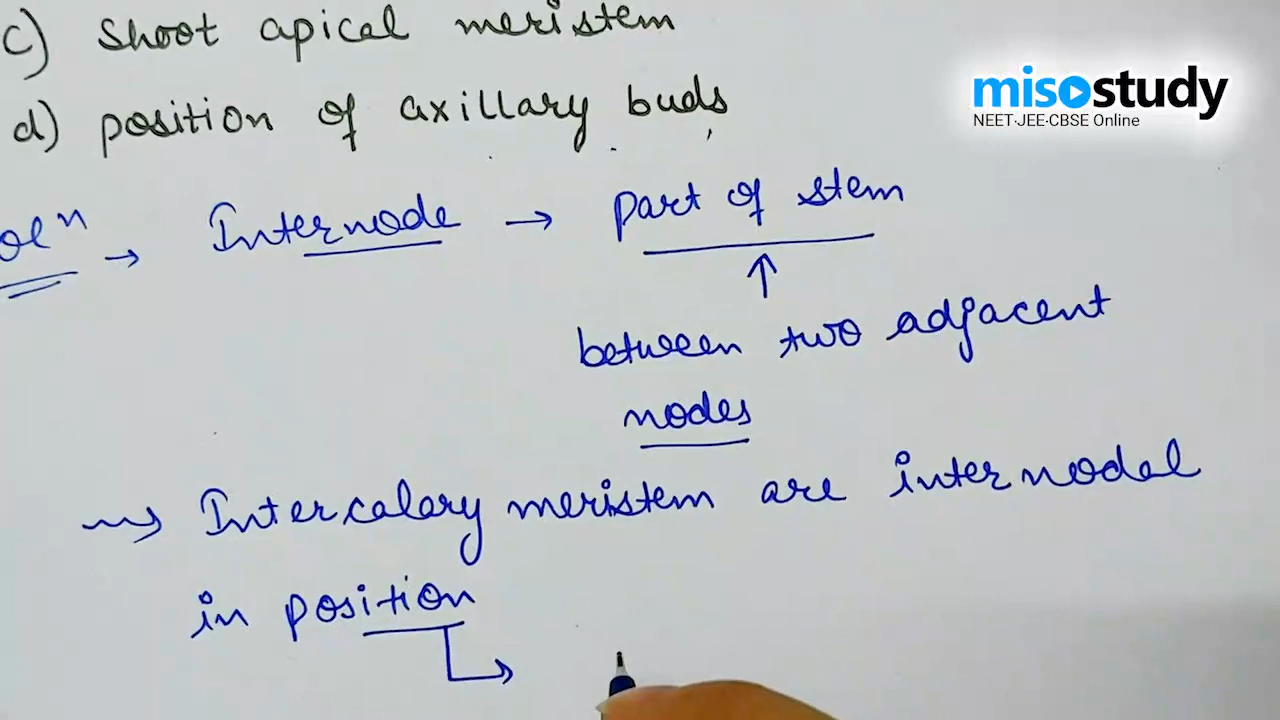 c) shoot apical meristem
d) position of axillary buds
misostudy
NEET·JEE·CBSE Online
solⁿ → Internode → part of stem
↑
between two adjacent
nodes
⟿ Intercalary meristem are internodal
in position